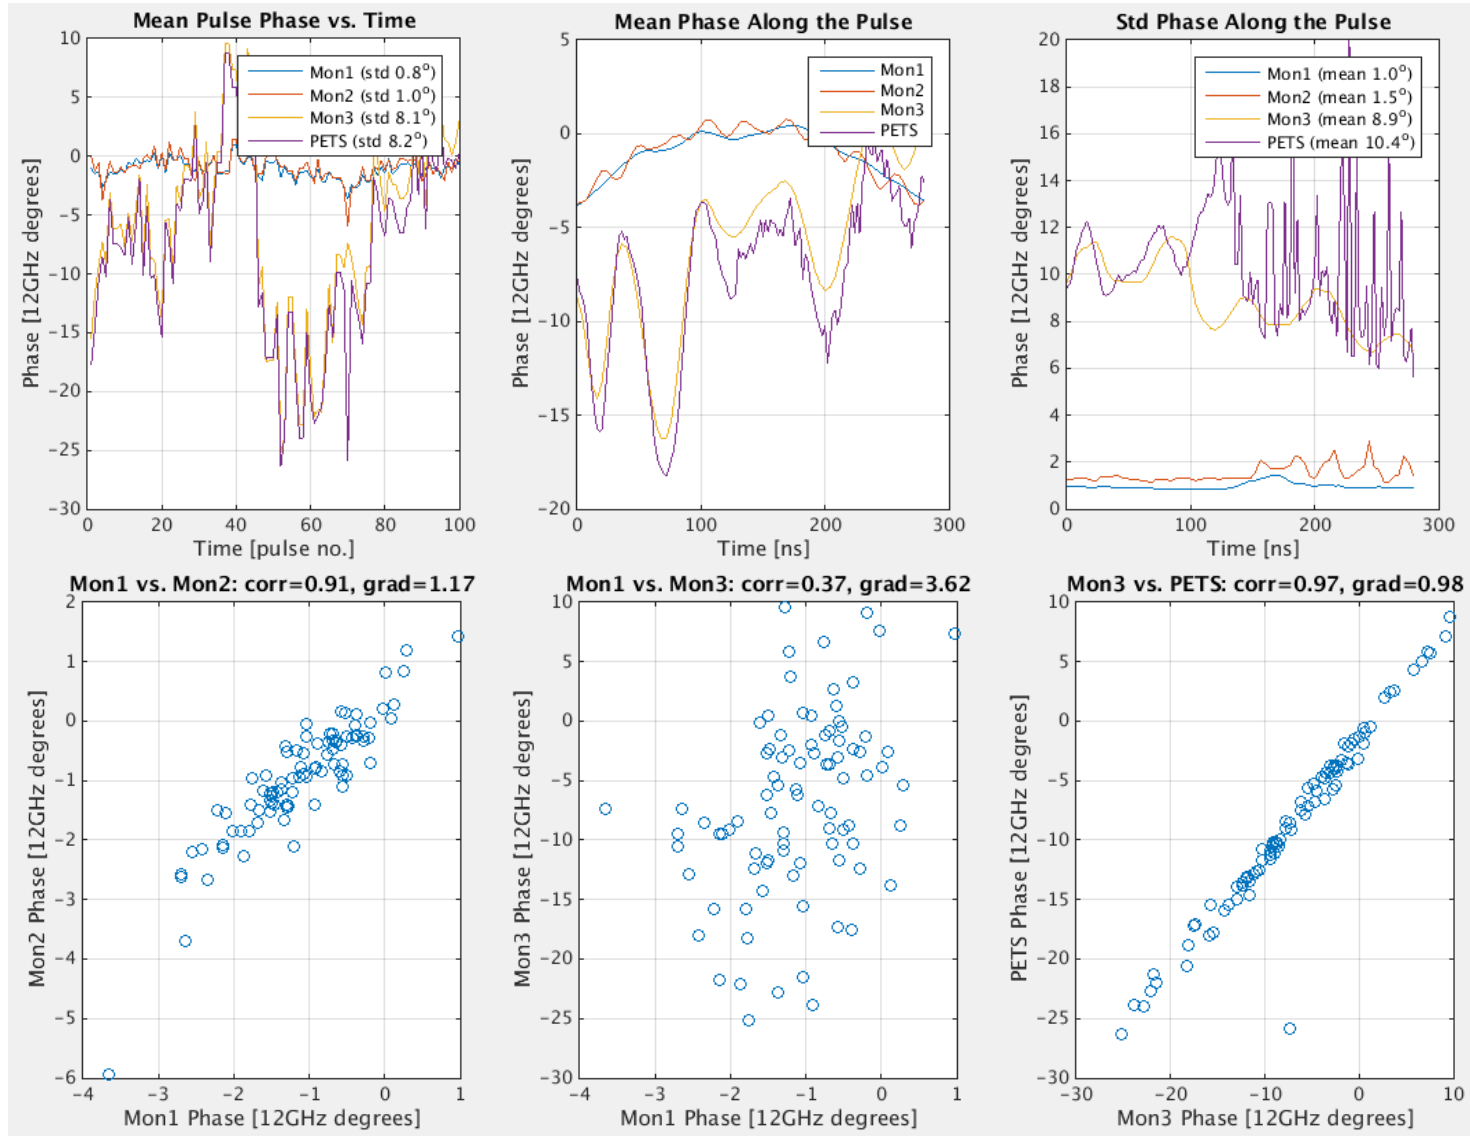 Mean Pulse Phase vs. Time
10
5
0
−5
−10
−15
−20
−25
−30
Phase [12GHz degrees]
Mon1 (std 0.8°)
Mon2 (std 1.0°)
Mon3 (std 8.1°)
PETS (std 8.2°)
0 20 40 60 80 100
Time [pulse no.]
Mean Phase Along the Pulse
5
0
−5
−10
−15
−20
Phase [12GHz degrees]
Mon1
Mon2
Mon3
PETS
0 100 200 300
Time [ns]
Std Phase Along the Pulse
20
18
16
14
12
10
8
6
4
2
0
Phase [12GHz degrees]
Mon1 (mean 1.0°)
Mon2 (mean 1.5°)
Mon3 (mean 8.9°)
PETS (mean 10.4°)
0 100 200 300
Time [ns]
Mon1 vs. Mon2: corr=0.91, grad=1.17
2
1
0
−1
−2
−3
−4
−5
−6
Mon2 Phase [12GHz degrees]
−4 −3 −2 −1 0 1
Mon1 Phase [12GHz degrees]
Mon1 vs. Mon3: corr=0.37, grad=3.62
10
5
0
−5
−10
−15
−20
−25
−30
Mon3 Phase [12GHz degrees]
−4 −3 −2 −1 0 1
Mon1 Phase [12GHz degrees]
Mon3 vs. PETS: corr=0.97, grad=0.98
10
5
0
−5
−10
−15
−20
−25
−30
PETS Phase [12GHz degrees]
−30 −20 −10 0 10
Mon3 Phase [12GHz degrees]